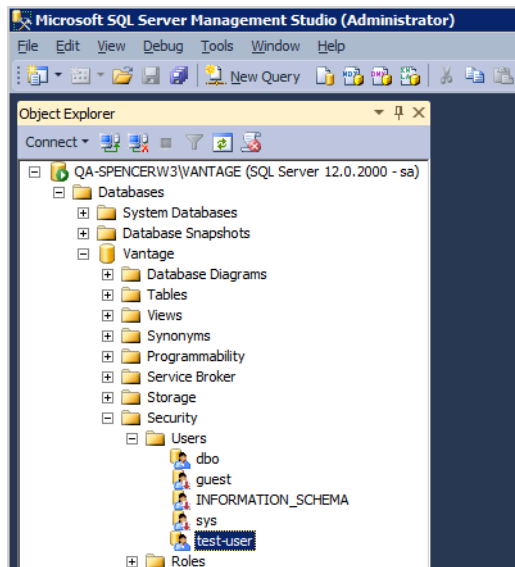 Microsoft SQL Server Management Studio (Administrator)
File Edit View Debug Tools Window Help
New Query
Object Explorer
Connect
QA-SPENCERW3\VANTAGE (SQL Server 12.0.2000 - sa)
Databases
System Databases
Database Snapshots
Vantage
Database Diagrams
Tables
Views
Synonyms
Programmability
Service Broker
Storage
Security
Users
dbo
guest
INFORMATION_SCHEMA
sys
test-user
Roles